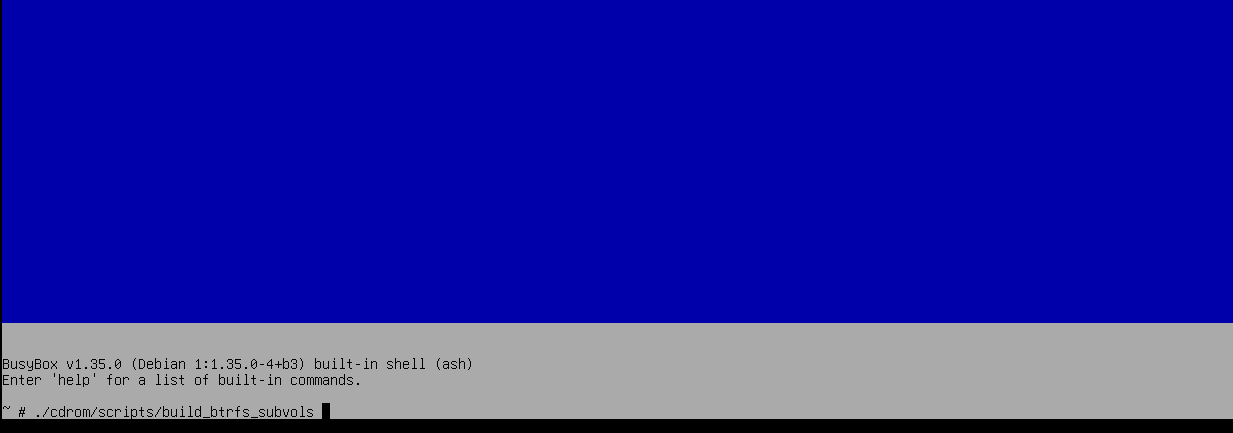 BusyBox v1.35.0 (Debian 1:1.35.0-4+b3) built-in shell (ash)
Enter 'help' for a list of built-in commands.
~ # ./cdrom/scripts/build_btrfs_subvols